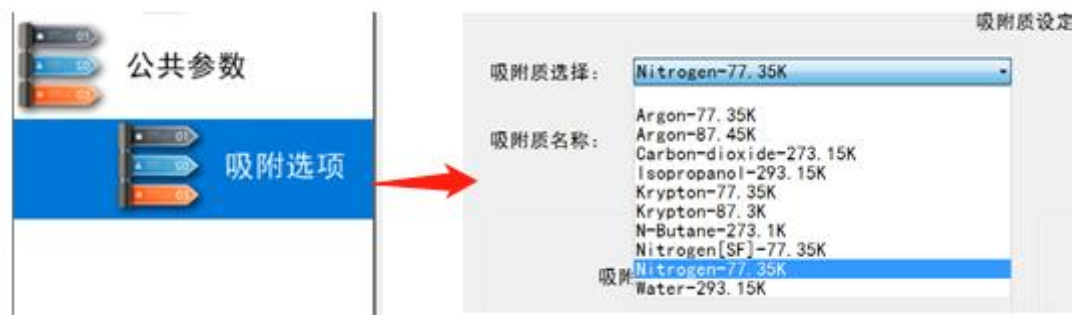 公共参数
吸附选项
吸附质设定
吸附质选择：
Nitrogen-77.35K
吸附质名称：
Argon-77.35K
Argon-87.45K
Carbon-dioxide-273.15K
Isopropanol-293.15K
Krypton-77.35K
Krypton-87.3K
N-Butane-273.1K
Nitrogen[SF]-77.35K
Nitrogen-77.35K
Water-293.15K
吸附